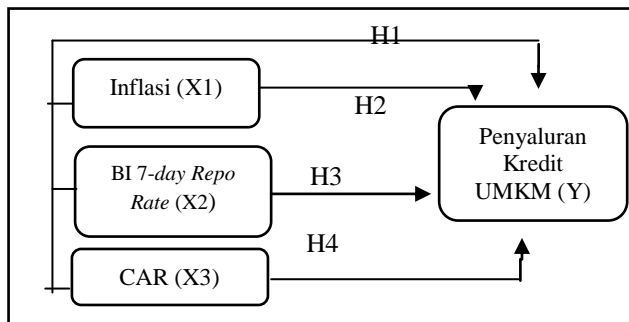 H1
Inflasi (X1)
H2
Penyaluran
Kredit
UMKM (Y)
BI 7-day Repo
Rate (X2)
H3
H4
CAR (X3)